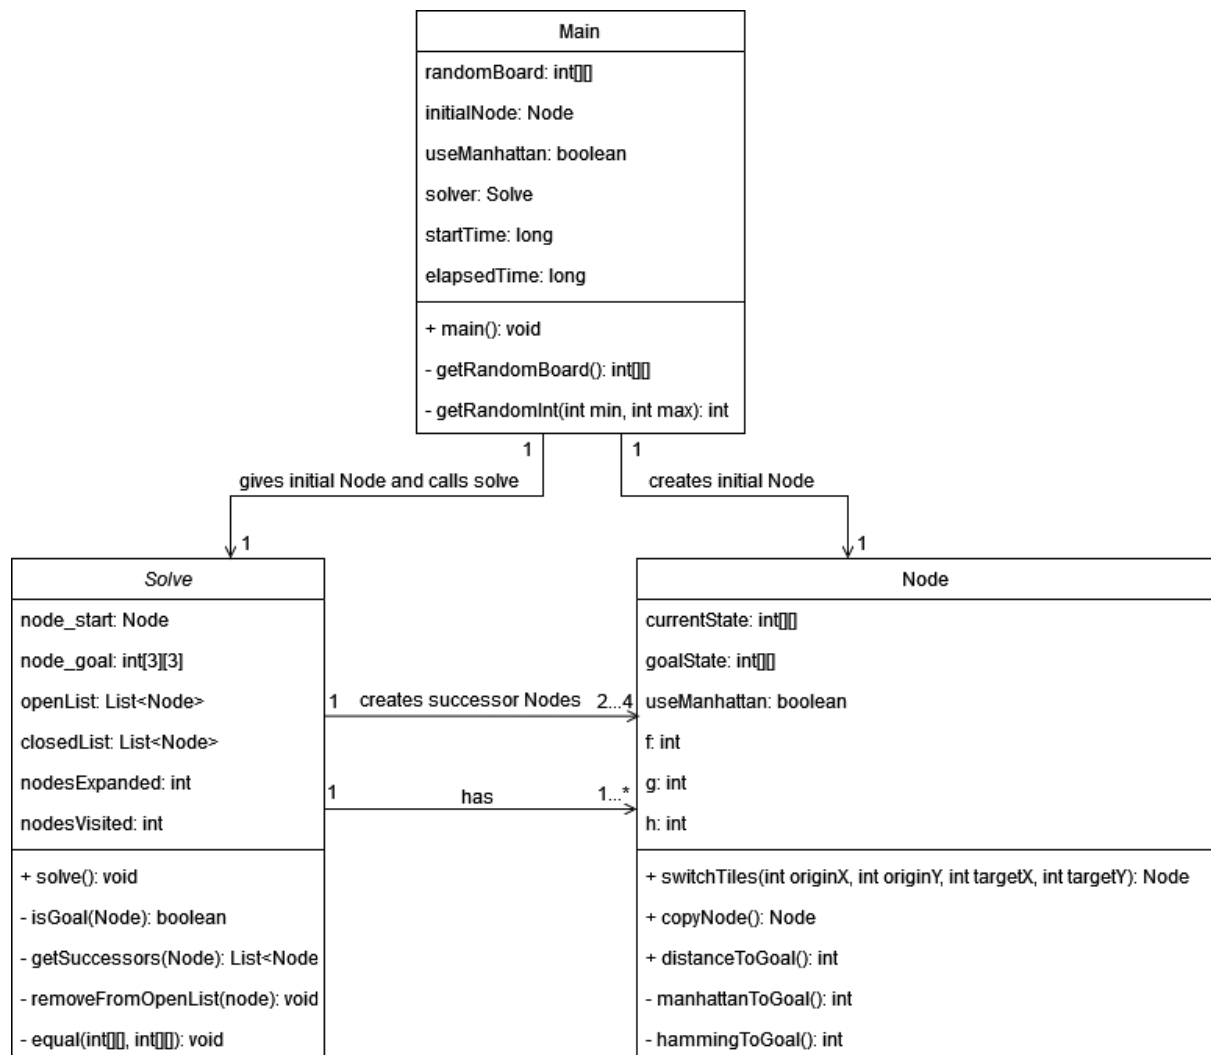 Main
randomBoard: int[][]
initialNode: Node
useManhattan: boolean
solver: Solve
startTime: long
elapsedTime: long
+ main(): void
- getRandomBoard(): int[][]
- getRandomInt(int min, int max): int
1
1
gives initial Node and calls solve
creates initial Node
1
1
Solve
node_start: Node
node_goal: int[3][3]
openList: List<Node>
closedList: List<Node>
nodesExpanded: int
nodesVisited: int
+ solve(): void
- isGoal(Node): boolean
- getSuccessors(Node): List<Node
- removeFromOpenList(node): void
- equal(int[][], int[][]): void
1 creates successor Nodes 2...4
1 has 1...*
Node
currentState: int[][]
goalState: int[][]
useManhattan: boolean
f: int
g: int
h: int
+ switchTiles(int originX, int originY, int targetX, int targetY): Node
+ copyNode(): Node
+ distanceToGoal(): int
- manhattanToGoal(): int
- hammingToGoal(): int